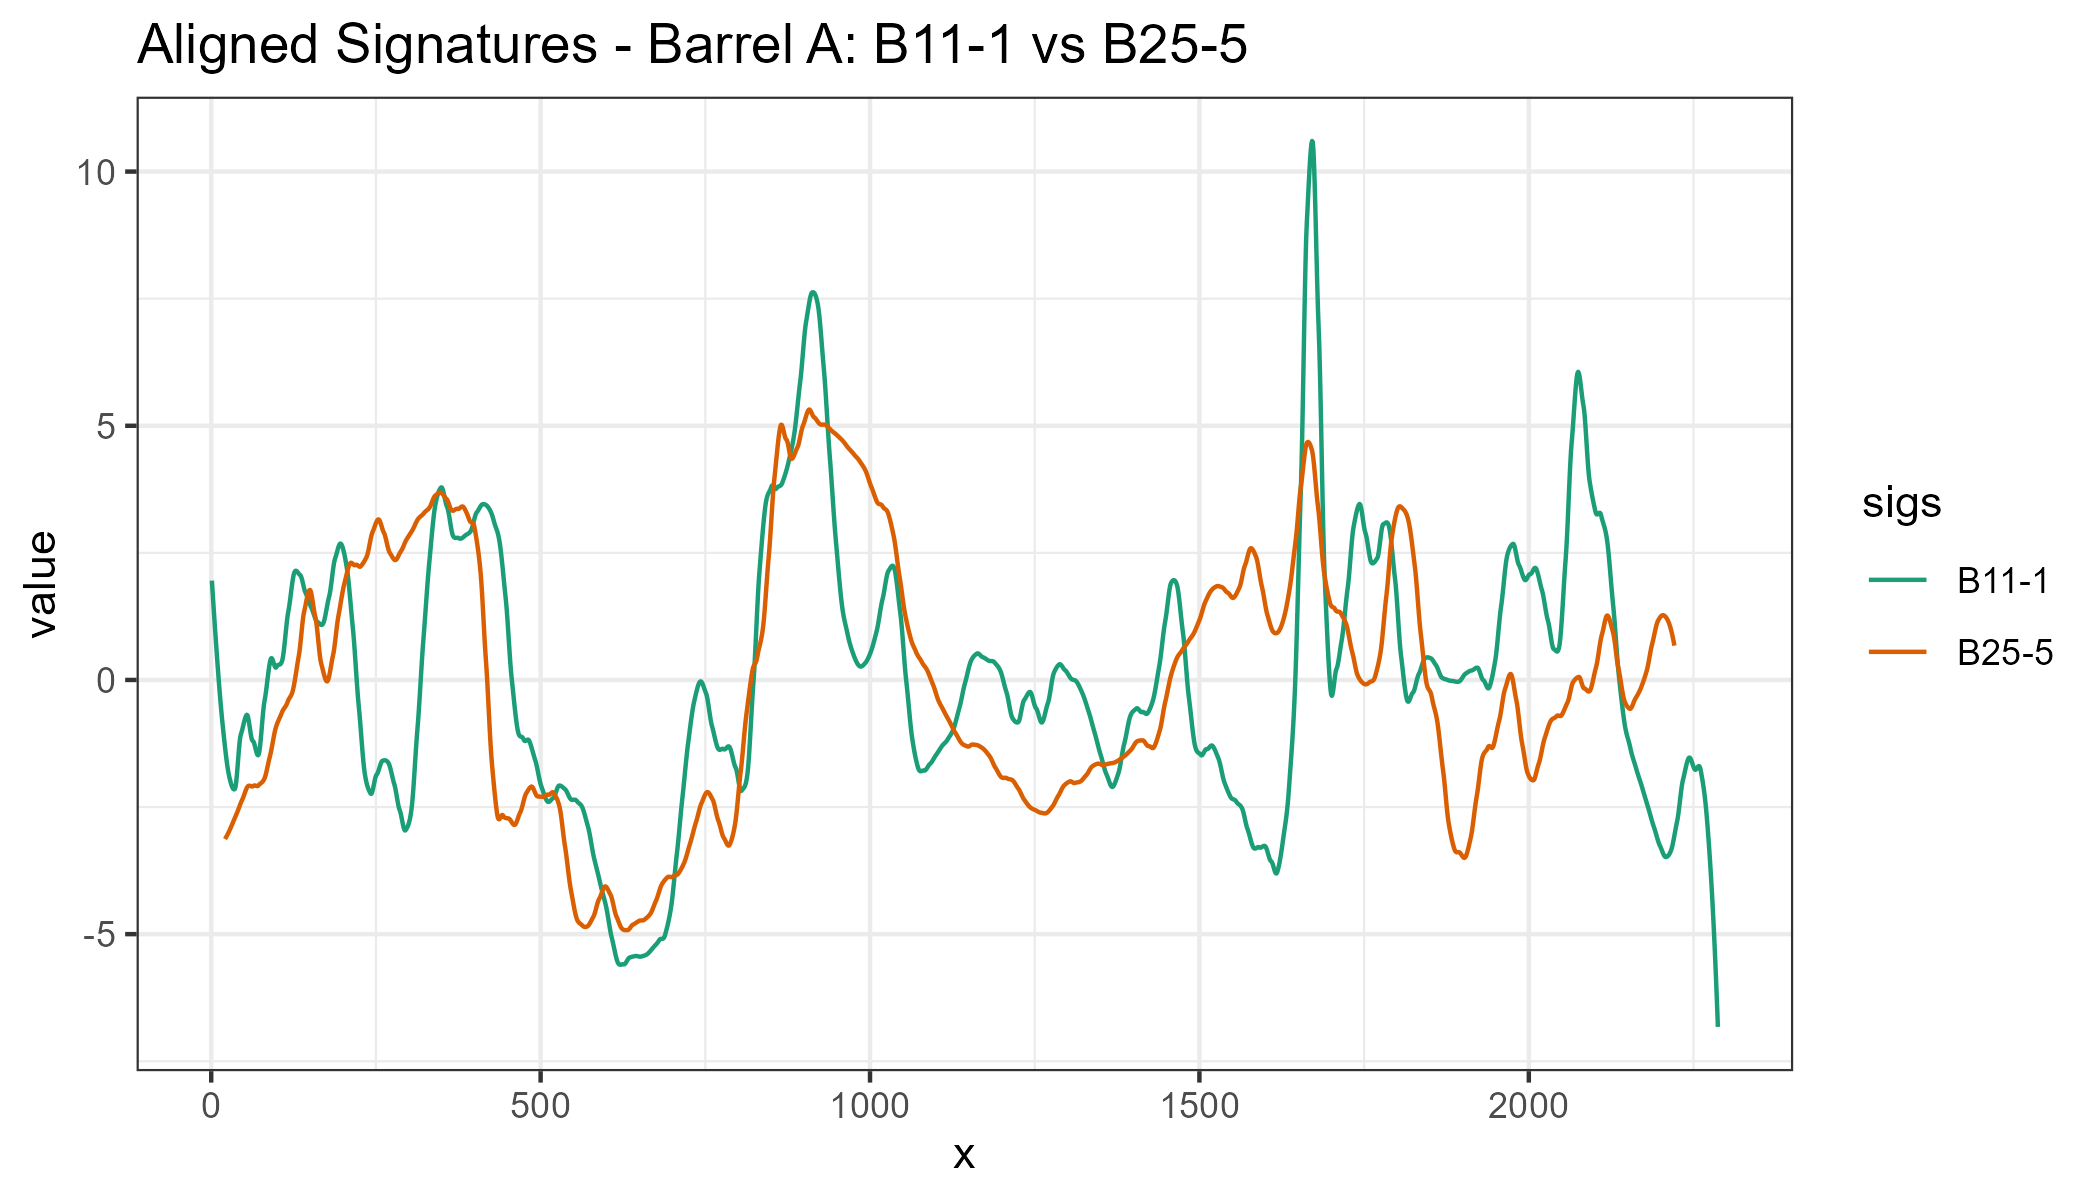 Aligned Signatures - Barrel A: B11-1 vs B25-5
10
5
0
-5
value
0 500 1000 1500 2000
x
sigs
B11-1
B25-5